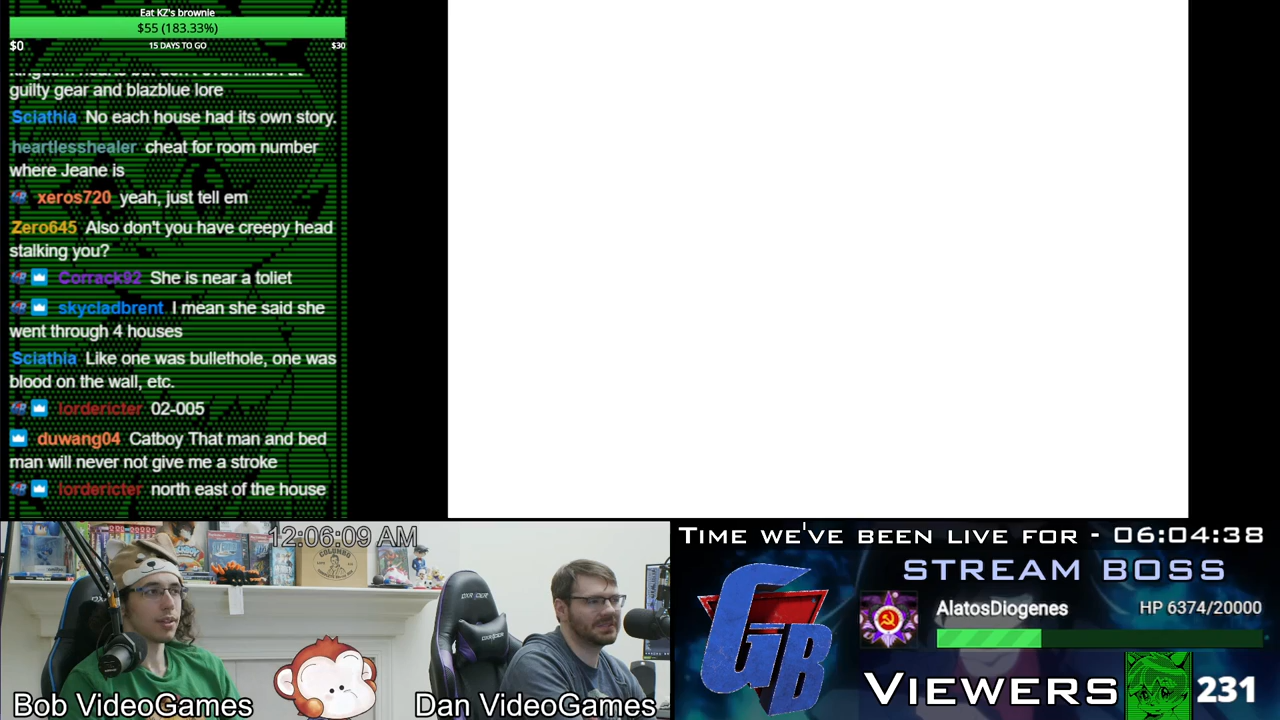 Eat KZ's brownie
$55 (183.33%)
$0 15 DAYS TO GO $30
guilty gear and blazblue lore
Sciathia No each house had its own story.
heartlesshealer cheat for room number
where Jeane is
xeros720 yeah, just tell em
Zero645 Also don't you have creepy head
stalking you?
Corrack92 She is near a toliet
skycladbrent I mean she said she
went through 4 houses
Sciathia Like one was bullethole, one was
blood on the wall, etc.
lordericter 02-005
duwang04 Catboy That man and bed
man will never not give me a stroke
lordericter north east of the house
12:06:09 AM
COLOMBO
DXRACER
Bob VideoGames
Dan VideoGames
Time we've been live for - 06:04:38
STREAM BOSS
AlatosDiogenes HP 6374/20000
GB
Viewers 231